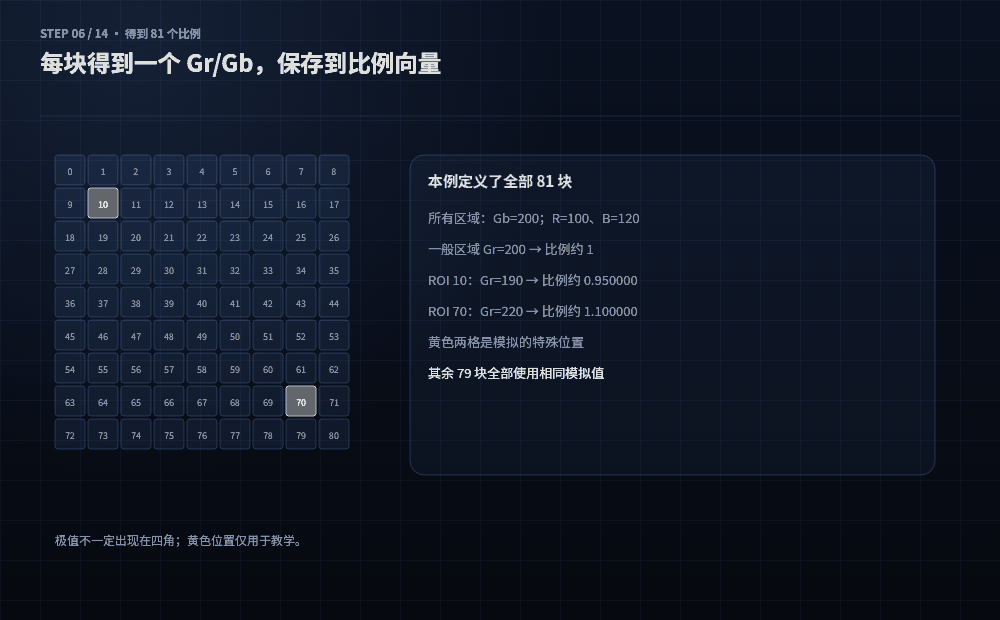 STEP 06 / 14 · 得到 81 个比例
每块得到一个 Gr/Gb，保存到比例向量
0 1 2 3 4 5 6 7 8
9 10 11 12 13 14 15 16 17
18 19 20 21 22 23 24 25 26
27 28 29 30 31 32 33 34 35
36 37 38 39 40 41 42 43 44
45 46 47 48 49 50 51 52 53
54 55 56 57 58 59 60 61 62
63 64 65 66 67 68 69 70 71
72 73 74 75 76 77 78 79 80
本例定义了全部 81 块
所有区域：Gb=200；R=100、B=120
一般区域 Gr=200 → 比例约 1
ROI 10：Gr=190 → 比例约 0.950000
ROI 70：Gr=220 → 比例约 1.100000
黄色两格是模拟的特殊位置
其余 79 块全部使用相同模拟值
极值不一定出现在四角；黄色位置仅用于教学。